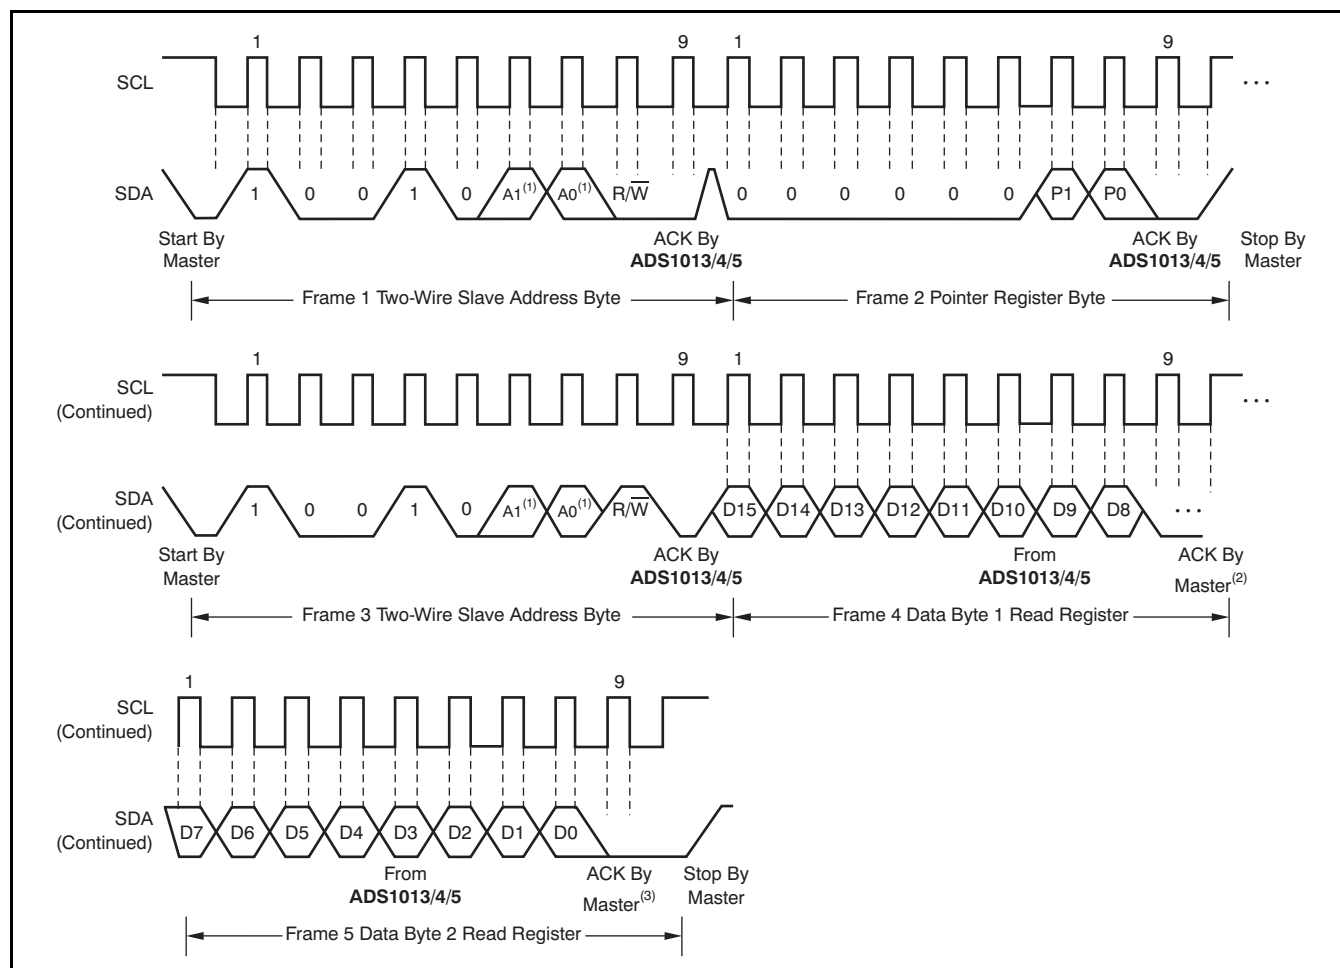 1 9 1 9
SCL ...
SDA 1 0 0 1 0 A1(1) A0(1) R/W̅ 0 0 0 0 0 0 P1 P0
Start By ACK By ACK By Stop By
Master ADS1013/4/5 ADS1013/4/5 Master
Frame 1 Two-Wire Slave Address Byte Frame 2 Pointer Register Byte
1 9 1 9
SCL
(Continued) ...
SDA
(Continued) 1 0 0 1 0 A1(1) A0(1) R/W̅ D15 D14 D13 D12 D11 D10 D9 D8 ...
Start By ACK By From ACK By
Master ADS1013/4/5 ADS1013/4/5 Master(2)
Frame 3 Two-Wire Slave Address Byte Frame 4 Data Byte 1 Read Register
1 9
SCL
(Continued)
SDA
(Continued) D7 D6 D5 D4 D3 D2 D1 D0
From ACK By Stop By
ADS1013/4/5 Master(3) Master
Frame 5 Data Byte 2 Read Register